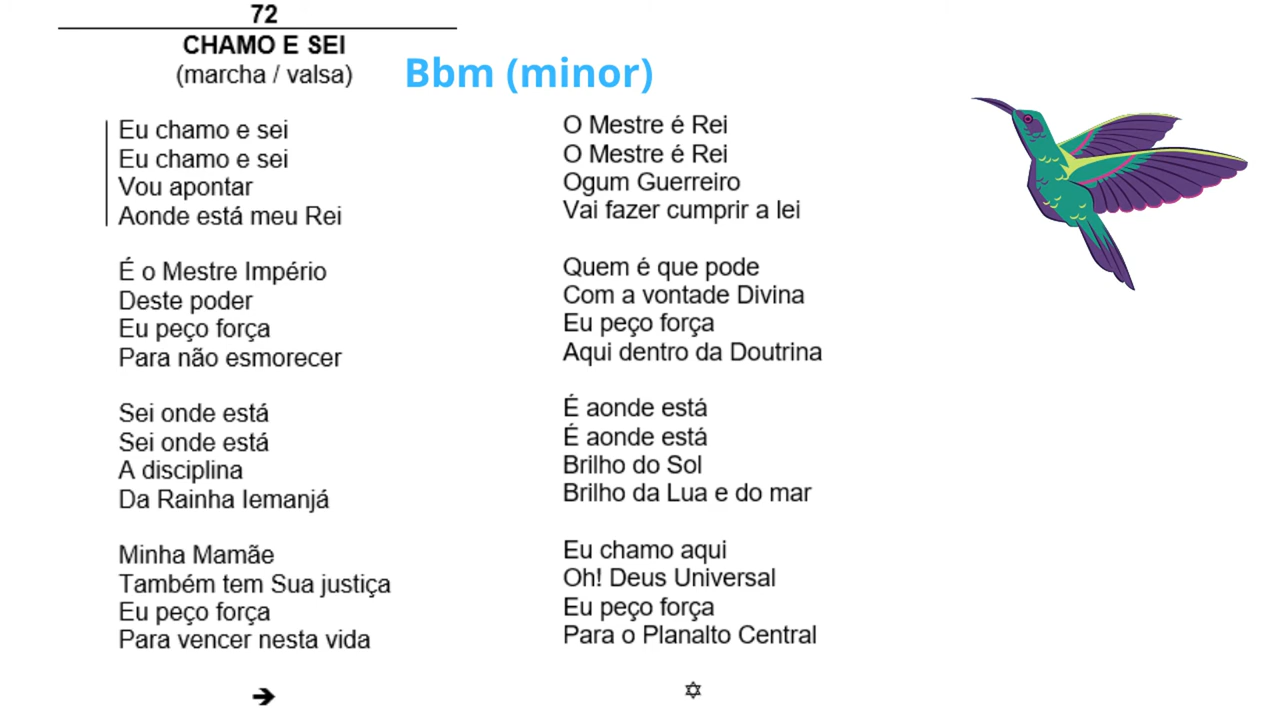 72
CHAMO E SEI
(marcha / valsa)
Bbm (minor)
Eu chamo e sei
Eu chamo e sei
Vou apontar
Aonde está meu Rei
É o Mestre Império
Deste poder
Eu peço força
Para não esmorecer
Sei onde está
Sei onde está
A disciplina
Da Rainha Iemanjá
Minha Mamãe
Também tem Sua justiça
Eu peço força
Para vencer nesta vida
O Mestre é Rei
O Mestre é Rei
Ogum Guerreiro
Vai fazer cumprir a lei
Quem é que pode
Com a vontade Divina
Eu peço força
Aqui dentro da Doutrina
É aonde está
É aonde está
Brilho do Sol
Brilho da Lua e do mar
Eu chamo aqui
Oh! Deus Universal
Eu peço força
Para o Planalto Central